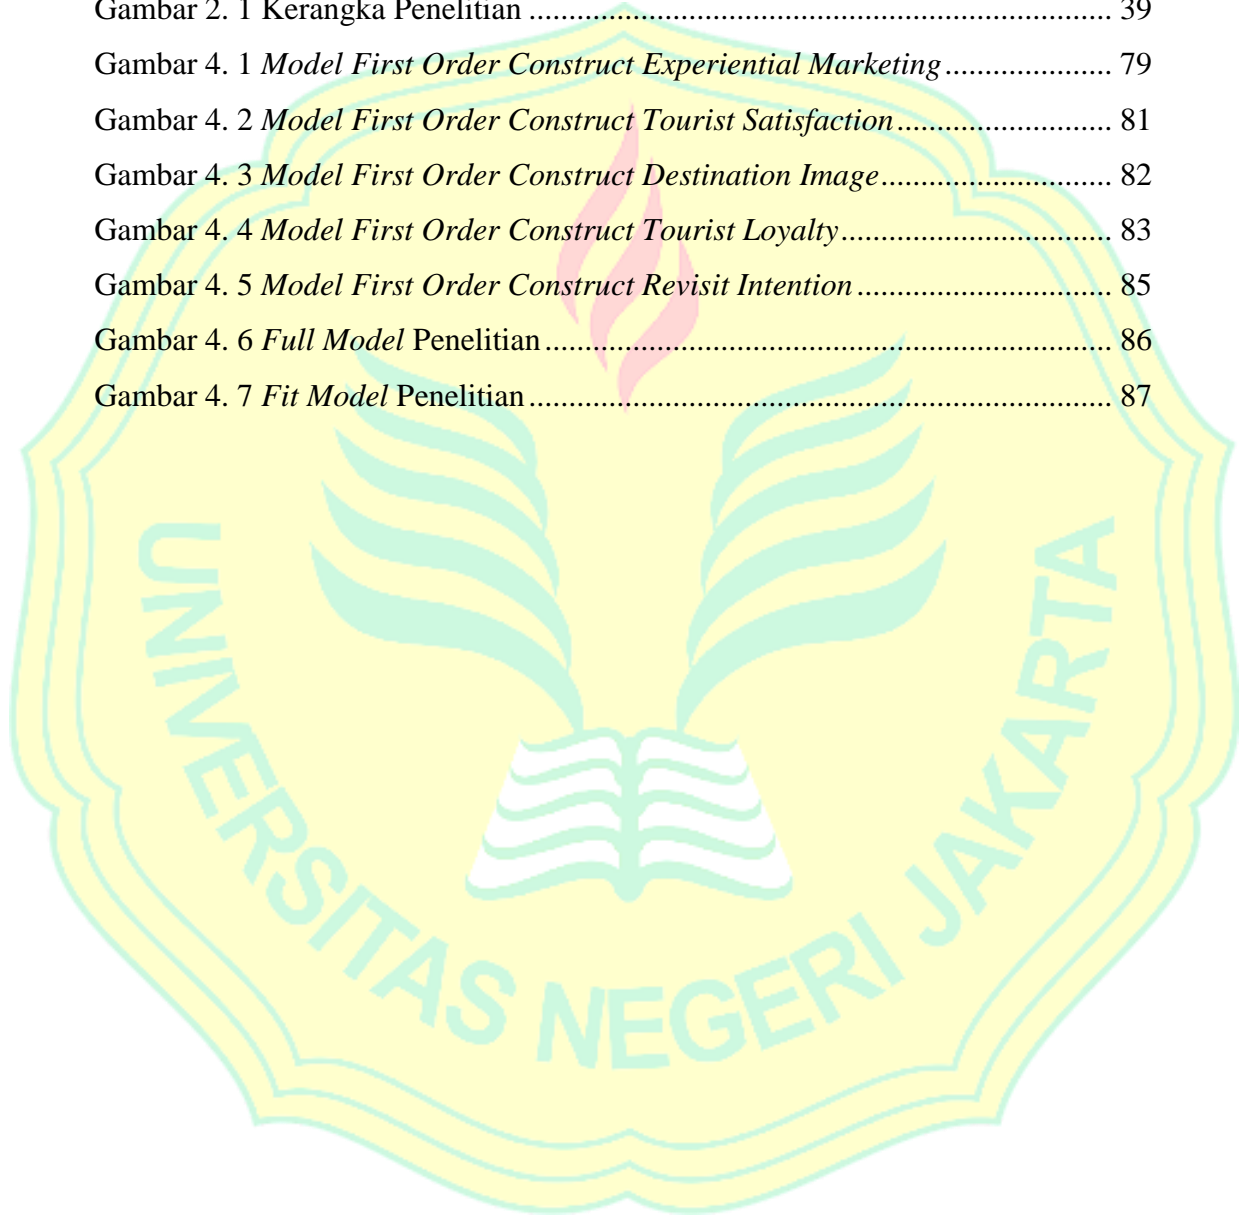 Gambar 2. 1 Kerangka Penelitian ........................................................................ 39
Gambar 4. 1 Model First Order Construct Experiential Marketing ..................... 79
Gambar 4. 2 Model First Order Construct Tourist Satisfaction ........................... 81
Gambar 4. 3 Model First Order Construct Destination Image ............................. 82
Gambar 4. 4 Model First Order Construct Tourist Loyalty .................................. 83
Gambar 4. 5 Model First Order Construct Revisit Intention ................................ 85
Gambar 4. 6 Full Model Penelitian ...................................................................... 86
Gambar 4. 7 Fit Model Penelitian ........................................................................ 87
UNIVERSITAS NEGERI JAKARTA